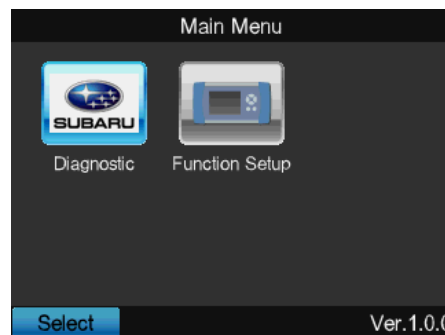 Main Menu
SUBARU
Diagnostic
Function Setup
Select
Ver.1.0.0